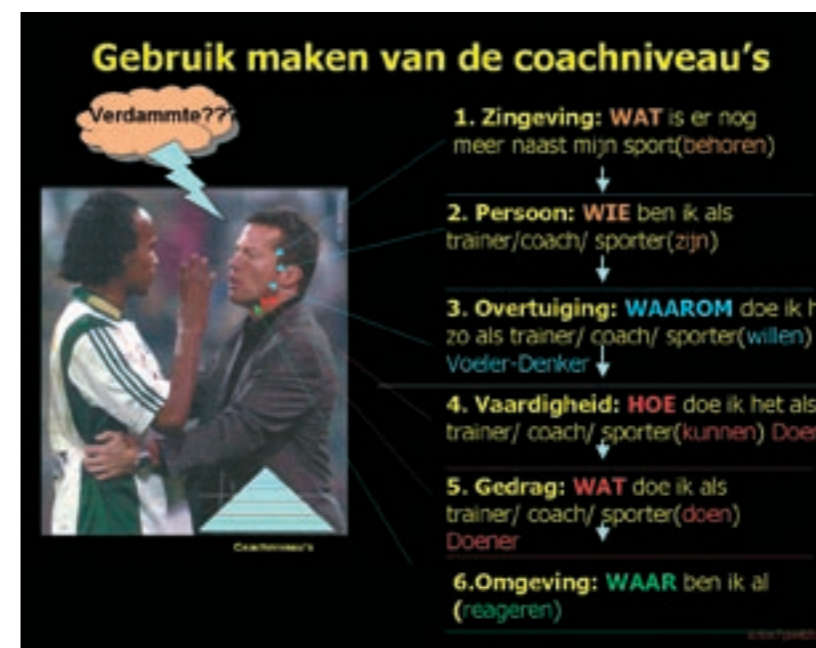 Gebruik maken van de coachniveau's
Verdammte???
1. Zingeving: WAT is er nog
meer naast mijn sport(behoren)
2. Persoon: WIE ben ik als
trainer/coach/ sporter(zijn)
3. Overtuiging: WAAROM doe ik h
zo als trainer/ coach/ sporter(willen)
Voeler-Denker
4. Vaardigheid: HOE doe ik het als
trainer/ coach/ sporter(kunnen) Doe
5. Gedrag: WAT doe ik als
trainer/ coach/ sporter(doen)
Doener
6.Omgeving: WAAR ben ik al
(reageren)
Coachniveau's